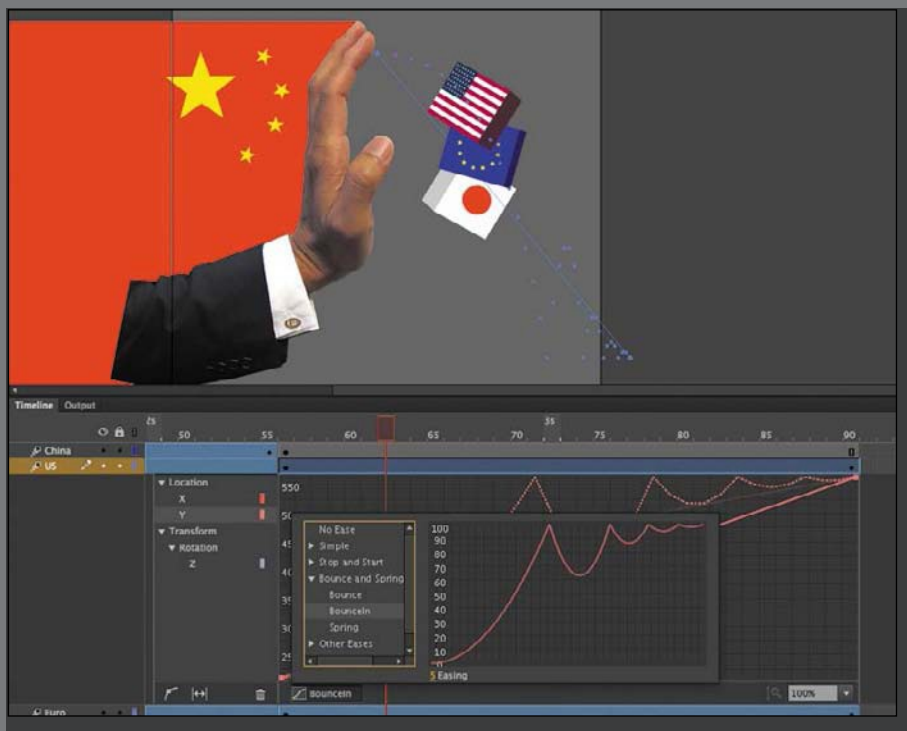 Timeline Output
2s 3s
50 55 60 65 70 75 80 85 90
China
US
Location
X
Y
Transform
Rotation
Z
550
No Ease
Simple
Stop and Start
Bounce and Spring
Bounce
BounceIn
Spring
Other Eases
100
90
80
70
60
50
40
30
20
10
0
5 Easing
BounceIn
100%
Euro